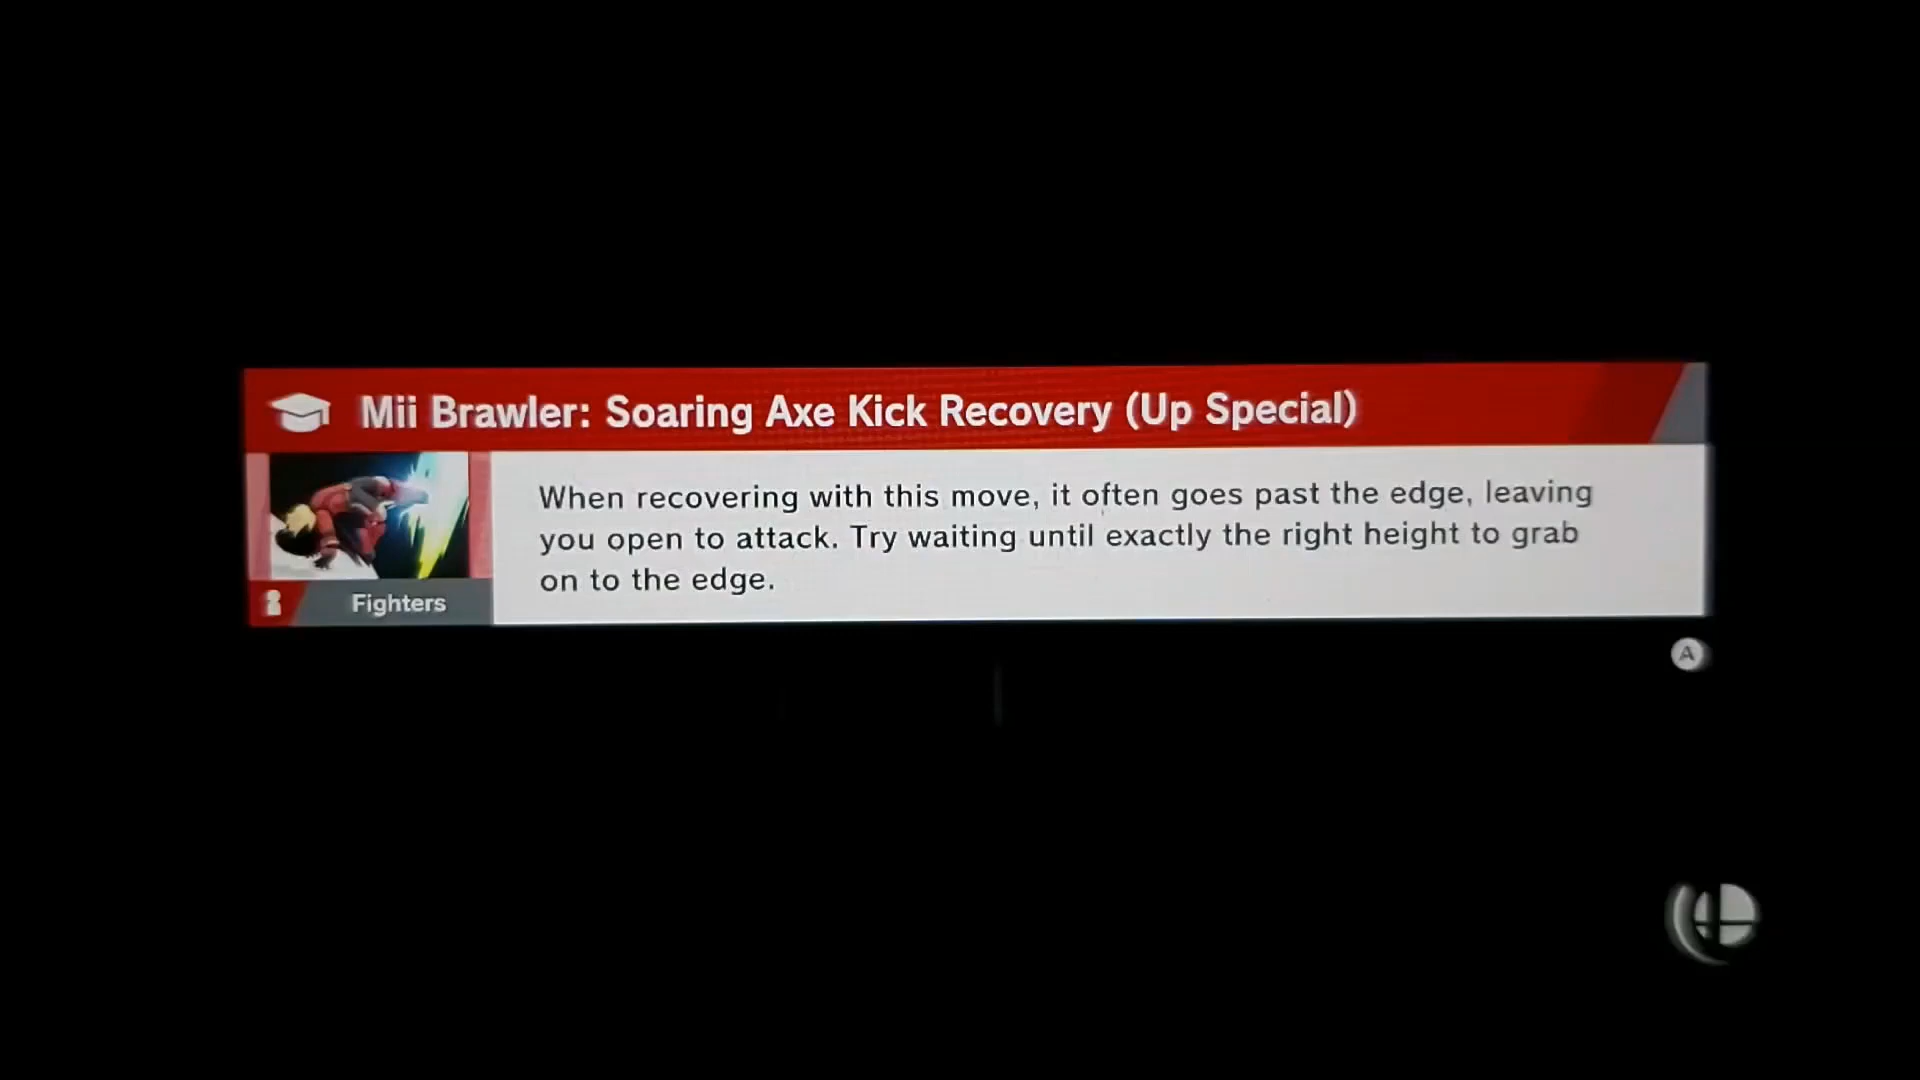 Mii Brawler: Soaring Axe Kick Recovery (Up Special)
When recovering with this move, it often goes past the edge, leaving
you open to attack. Try waiting until exactly the right height to grab
on to the edge.
Fighters
A